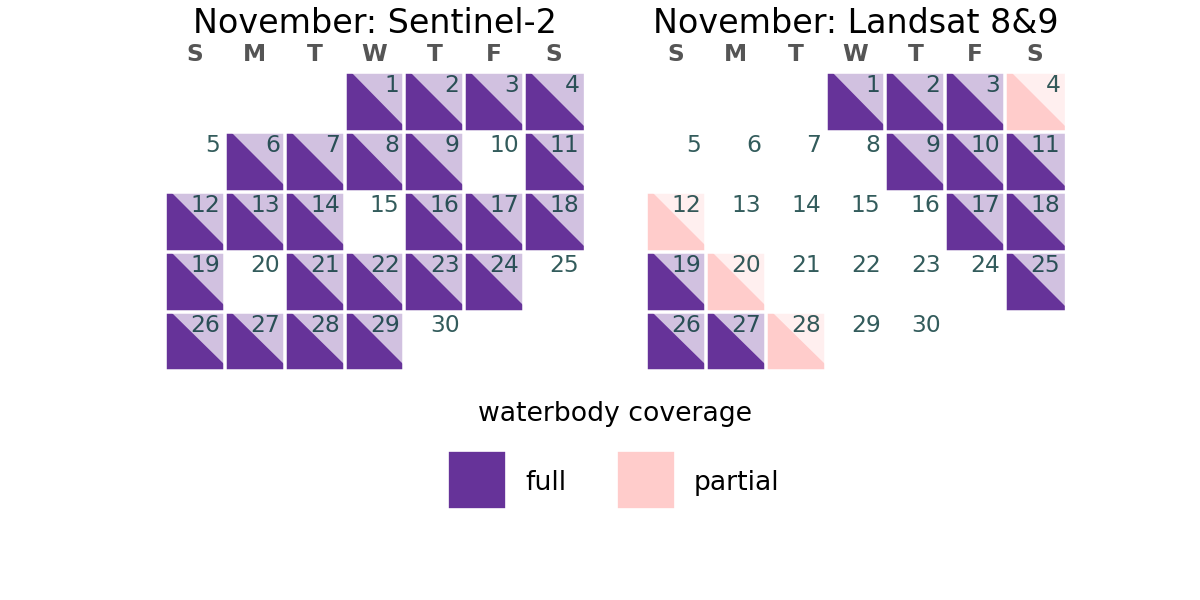 November: Sentinel-2
S M T W T F S
1 2 3 4
5 6 7 8 9 10 11
12 13 14 15 16 17 18
19 20 21 22 23 24 25
26 27 28 29 30
November: Landsat 8&9
S M T W T F S
1 2 3 4
5 6 7 8 9 10 11
12 13 14 15 16 17 18
19 20 21 22 23 24 25
26 27 28 29 30
waterbody coverage
full partial